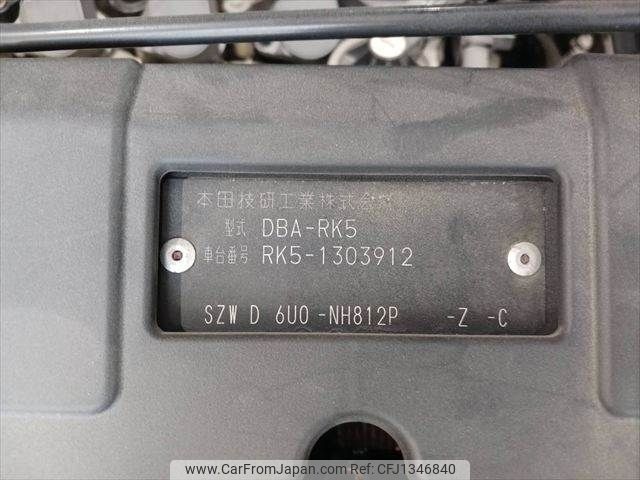 本田技研工業株式会社
型式 DBA-RK5
車台番号 RK5-1303912
SZW D 6U0 -NH812P -Z -C
www.CarFromJapan.com | Ref: CFJ1346840